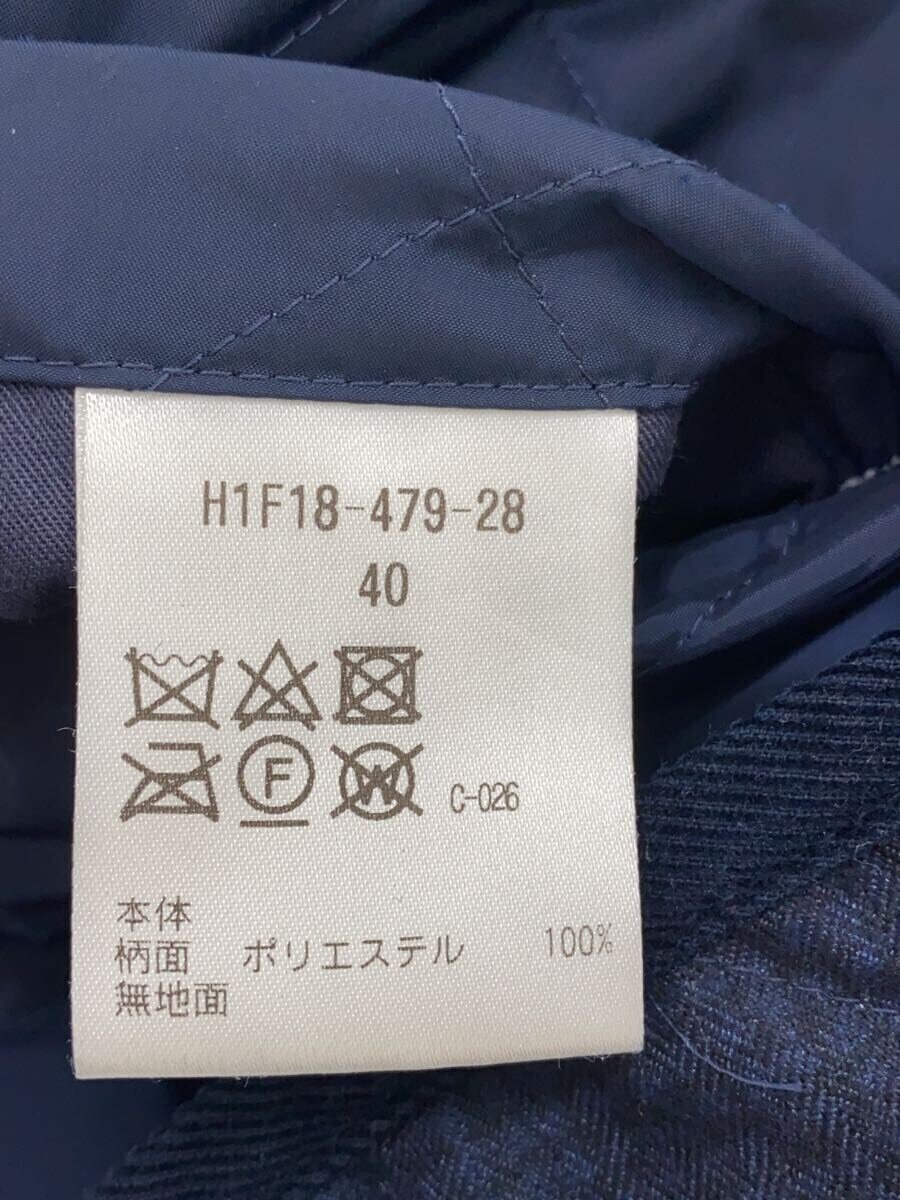 H1F18-479-28
40
F W C-026
本体
柄面 ポリエステル 100%
無地面